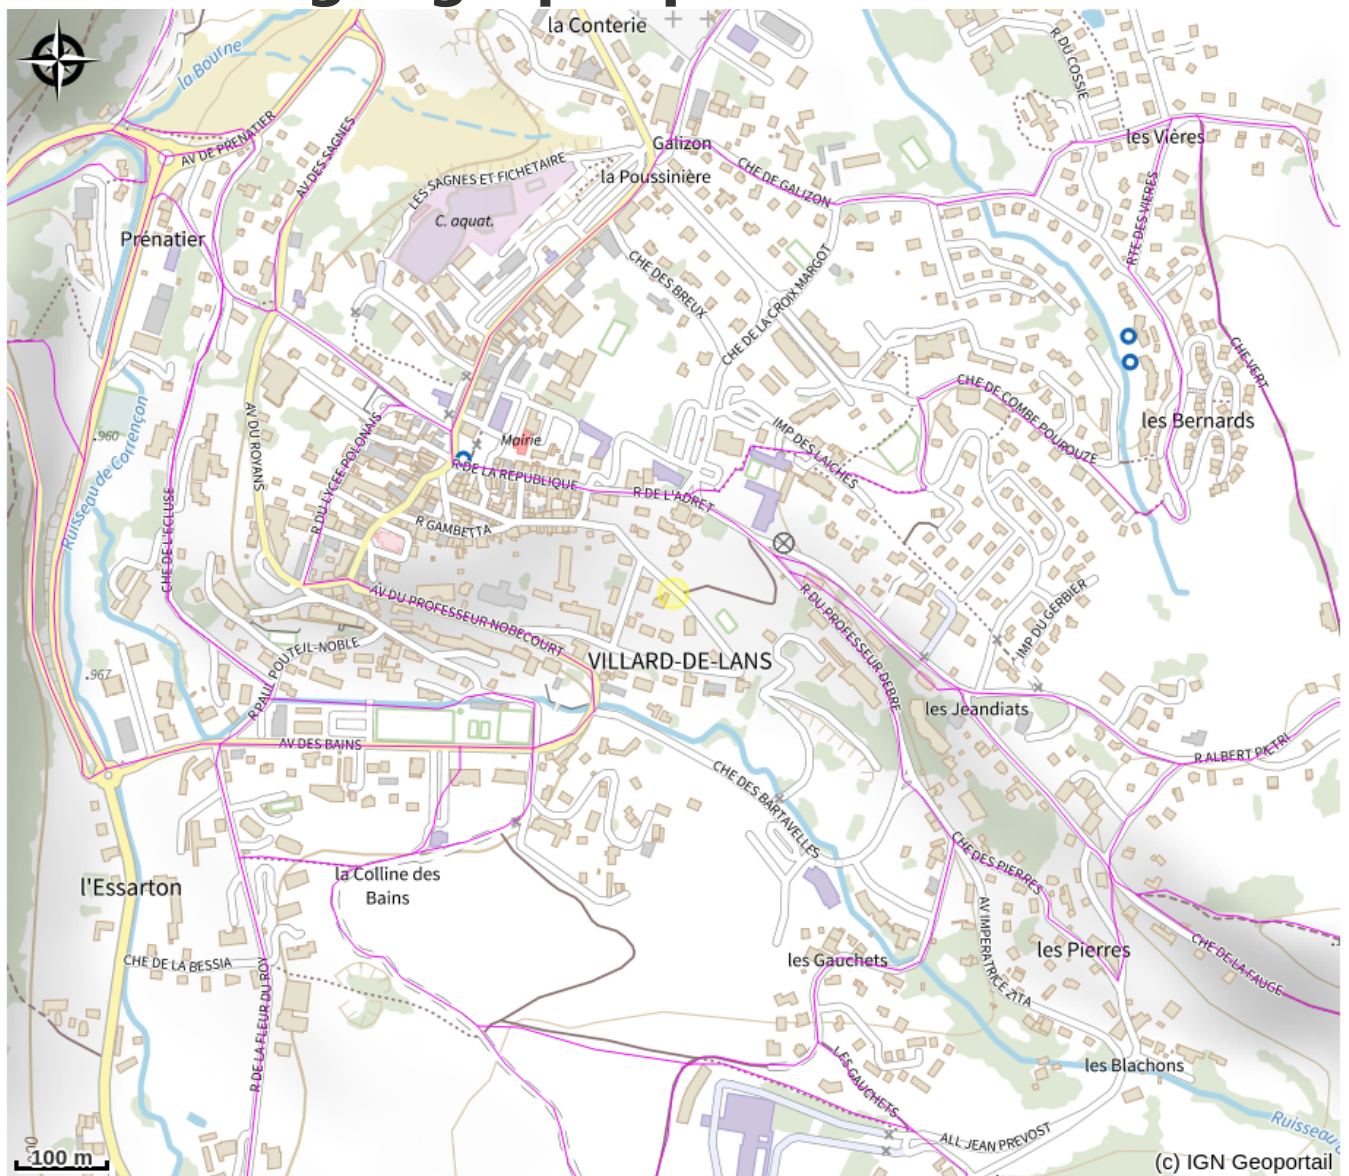 la Conterie
la Bourne
R DU COSSIE
AV DE PRENATIER
AV DES SAGNES
LES SAGNES ET FICHETAIRE
Galizon
la Poussinière
CHE DE GALIZON
les Vières
C. aquat.
Prénatier
RTE DES VIERES
CHE DES BREUX
CHE DE LA CROIX MARGOT
CHE VERT
CHE DE COMBE POUROUZE
les Bernards
960
Ruisseau de Corrençon
AV DU ROYANS
R DU LYCEE POLONAIS
Mairie
IMP DES LAICHES
R DE LA REPUBLIQUE
R DE L'ADRET
R GAMBETTA
CHE DE L'ECLUSE
AV DU PROFESSEUR NOBECOURT
R DU PROFESSEUR DEBRE
IMP DU GERBIER
R PAUL POUTEIL-NOBLE
VILLARD-DE-LANS
967
les Jeandiats
AV DES BAINS
R ALBERT PIETRI
CHE DES BARTAVELLES
CHE DES PIERRES
l'Essarton
la Colline des
Bains
AV IMPERATRICE ZITA
les Pierres
CHE DE LA BESSIA
les Gauchets
CHE DE LA FAUGE
R DE LA FLEUR DU ROY
LES GAUCHETS
les Blachons
ALL JEAN PREVOST
Ruisseau
100 m
(c) IGN Geoportail